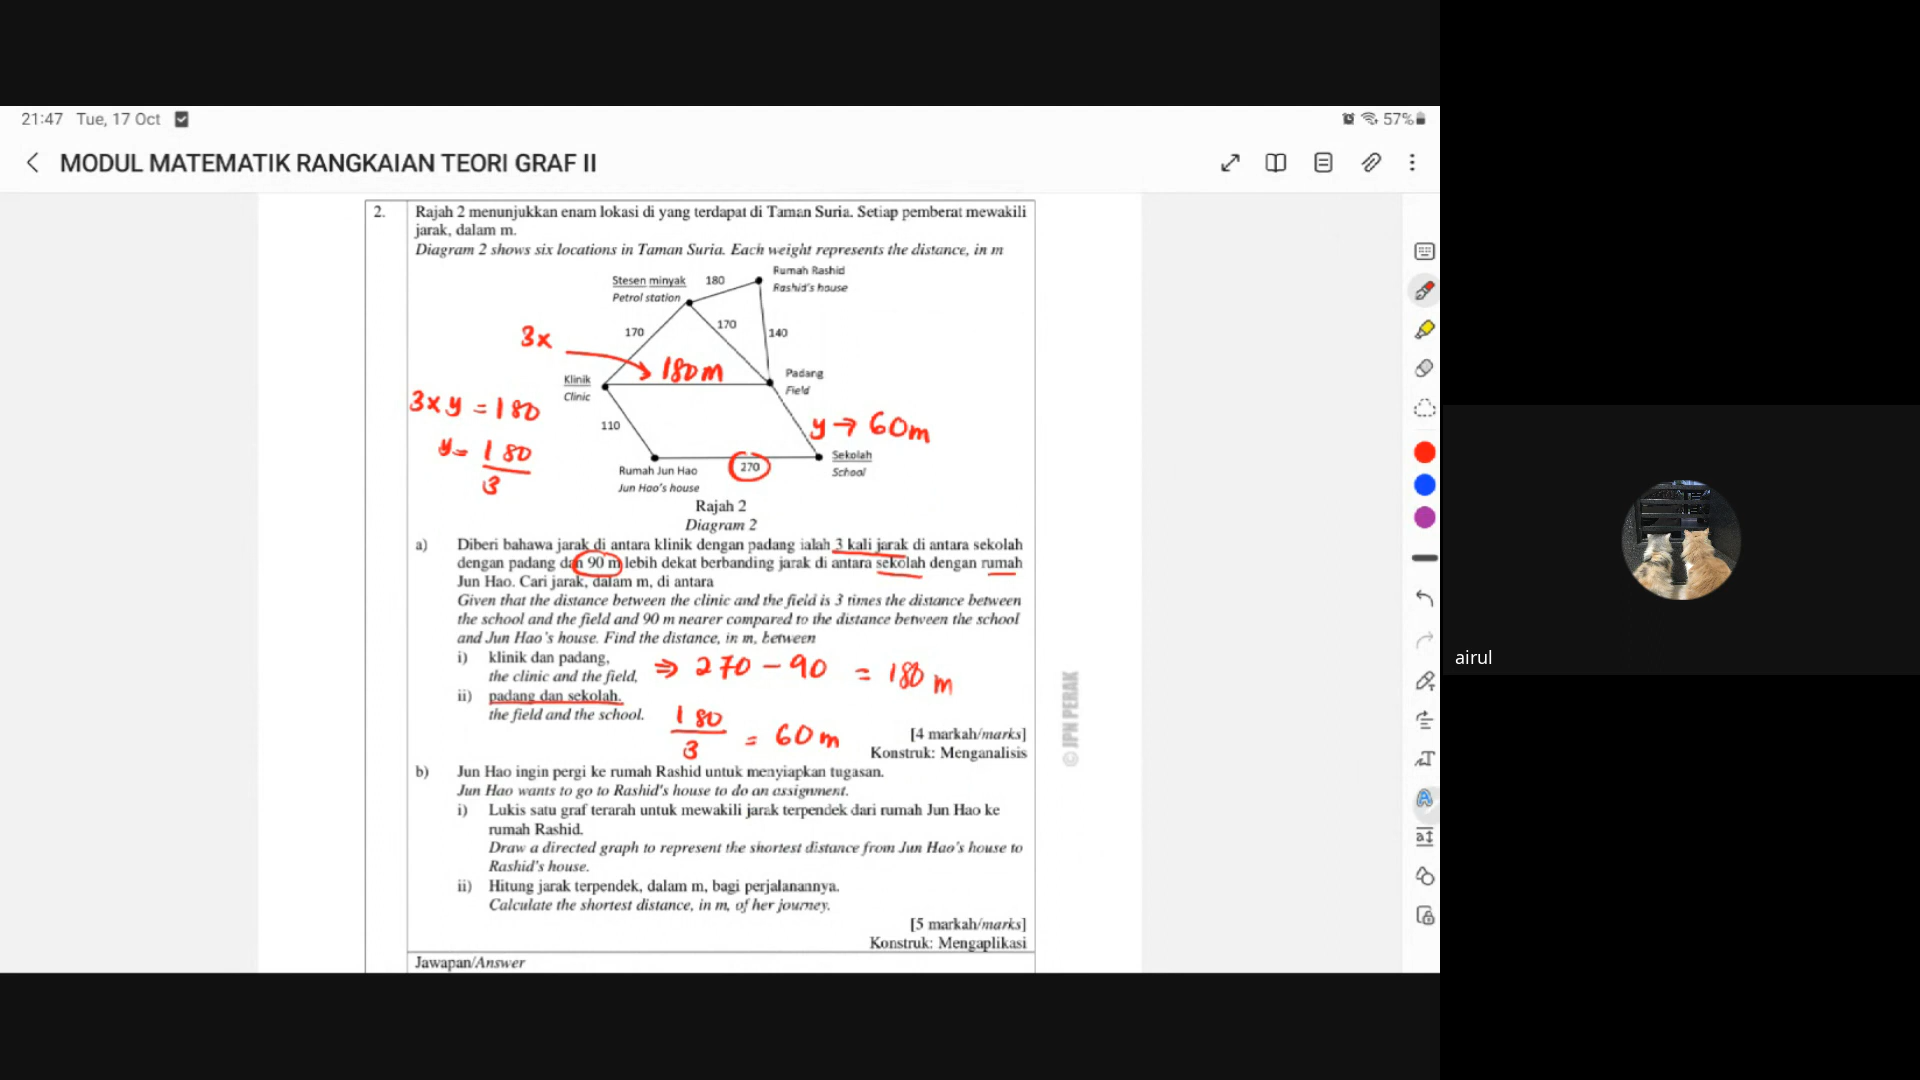 21:47 Tue, 17 Oct
57%
MODUL MATEMATIK RANGKAIAN TEORI GRAF II
2. Rajah 2 menunjukkan enam lokasi di yang terdapat di Taman Suria. Setiap pemberat mewakili
jarak, dalam m.
Diagram 2 shows six locations in Taman Suria. Each weight represents the distance, in m
Stesen minyak
Petrol station
180
Rumah Rashid
Rashid's house
170
170
140
3x
180m
Klinik
Clinic
Padang
Field
3xy = 180
y = 180
3
110
y → 60m
Rumah Jun Hao
Jun Hao's house
270
Sekolah
School
Rajah 2
Diagram 2
a) Diberi bahawa jarak di antara klinik dengan padang ialah 3 kali jarak di antara sekolah
dengan padang dan 90 m lebih dekat berbanding jarak di antara sekolah dengan rumah
Jun Hao. Cari jarak, dalam m, di antara
Given that the distance between the clinic and the field is 3 times the distance between
the school and the field and 90 m nearer compared to the distance between the school
and Jun Hao's house. Find the distance, in m, between
i) klinik dan padang,
the clinic and the field,
⇒ 270 – 90 = 180 m
ii) padang dan sekolah.
the field and the school.
180
3
= 60m
[4 markah/marks]
Konstruk: Menganalisis
b) Jun Hao ingin pergi ke rumah Rashid untuk menyiapkan tugasan.
Jun Hao wants to go to Rashid's house to do an assignment.
i) Lukis satu graf terarah untuk mewakili jarak terpendek dari rumah Jun Hao ke
rumah Rashid.
Draw a directed graph to represent the shortest distance from Jun Hao's house to
Rashid's house.
ii) Hitung jarak terpendek, dalam m, bagi perjalanannya.
Calculate the shortest distance, in m, of her journey.
[5 markah/marks]
Konstruk: Mengaplikasi
Jawapan/Answer
© JPN PERAK
airul